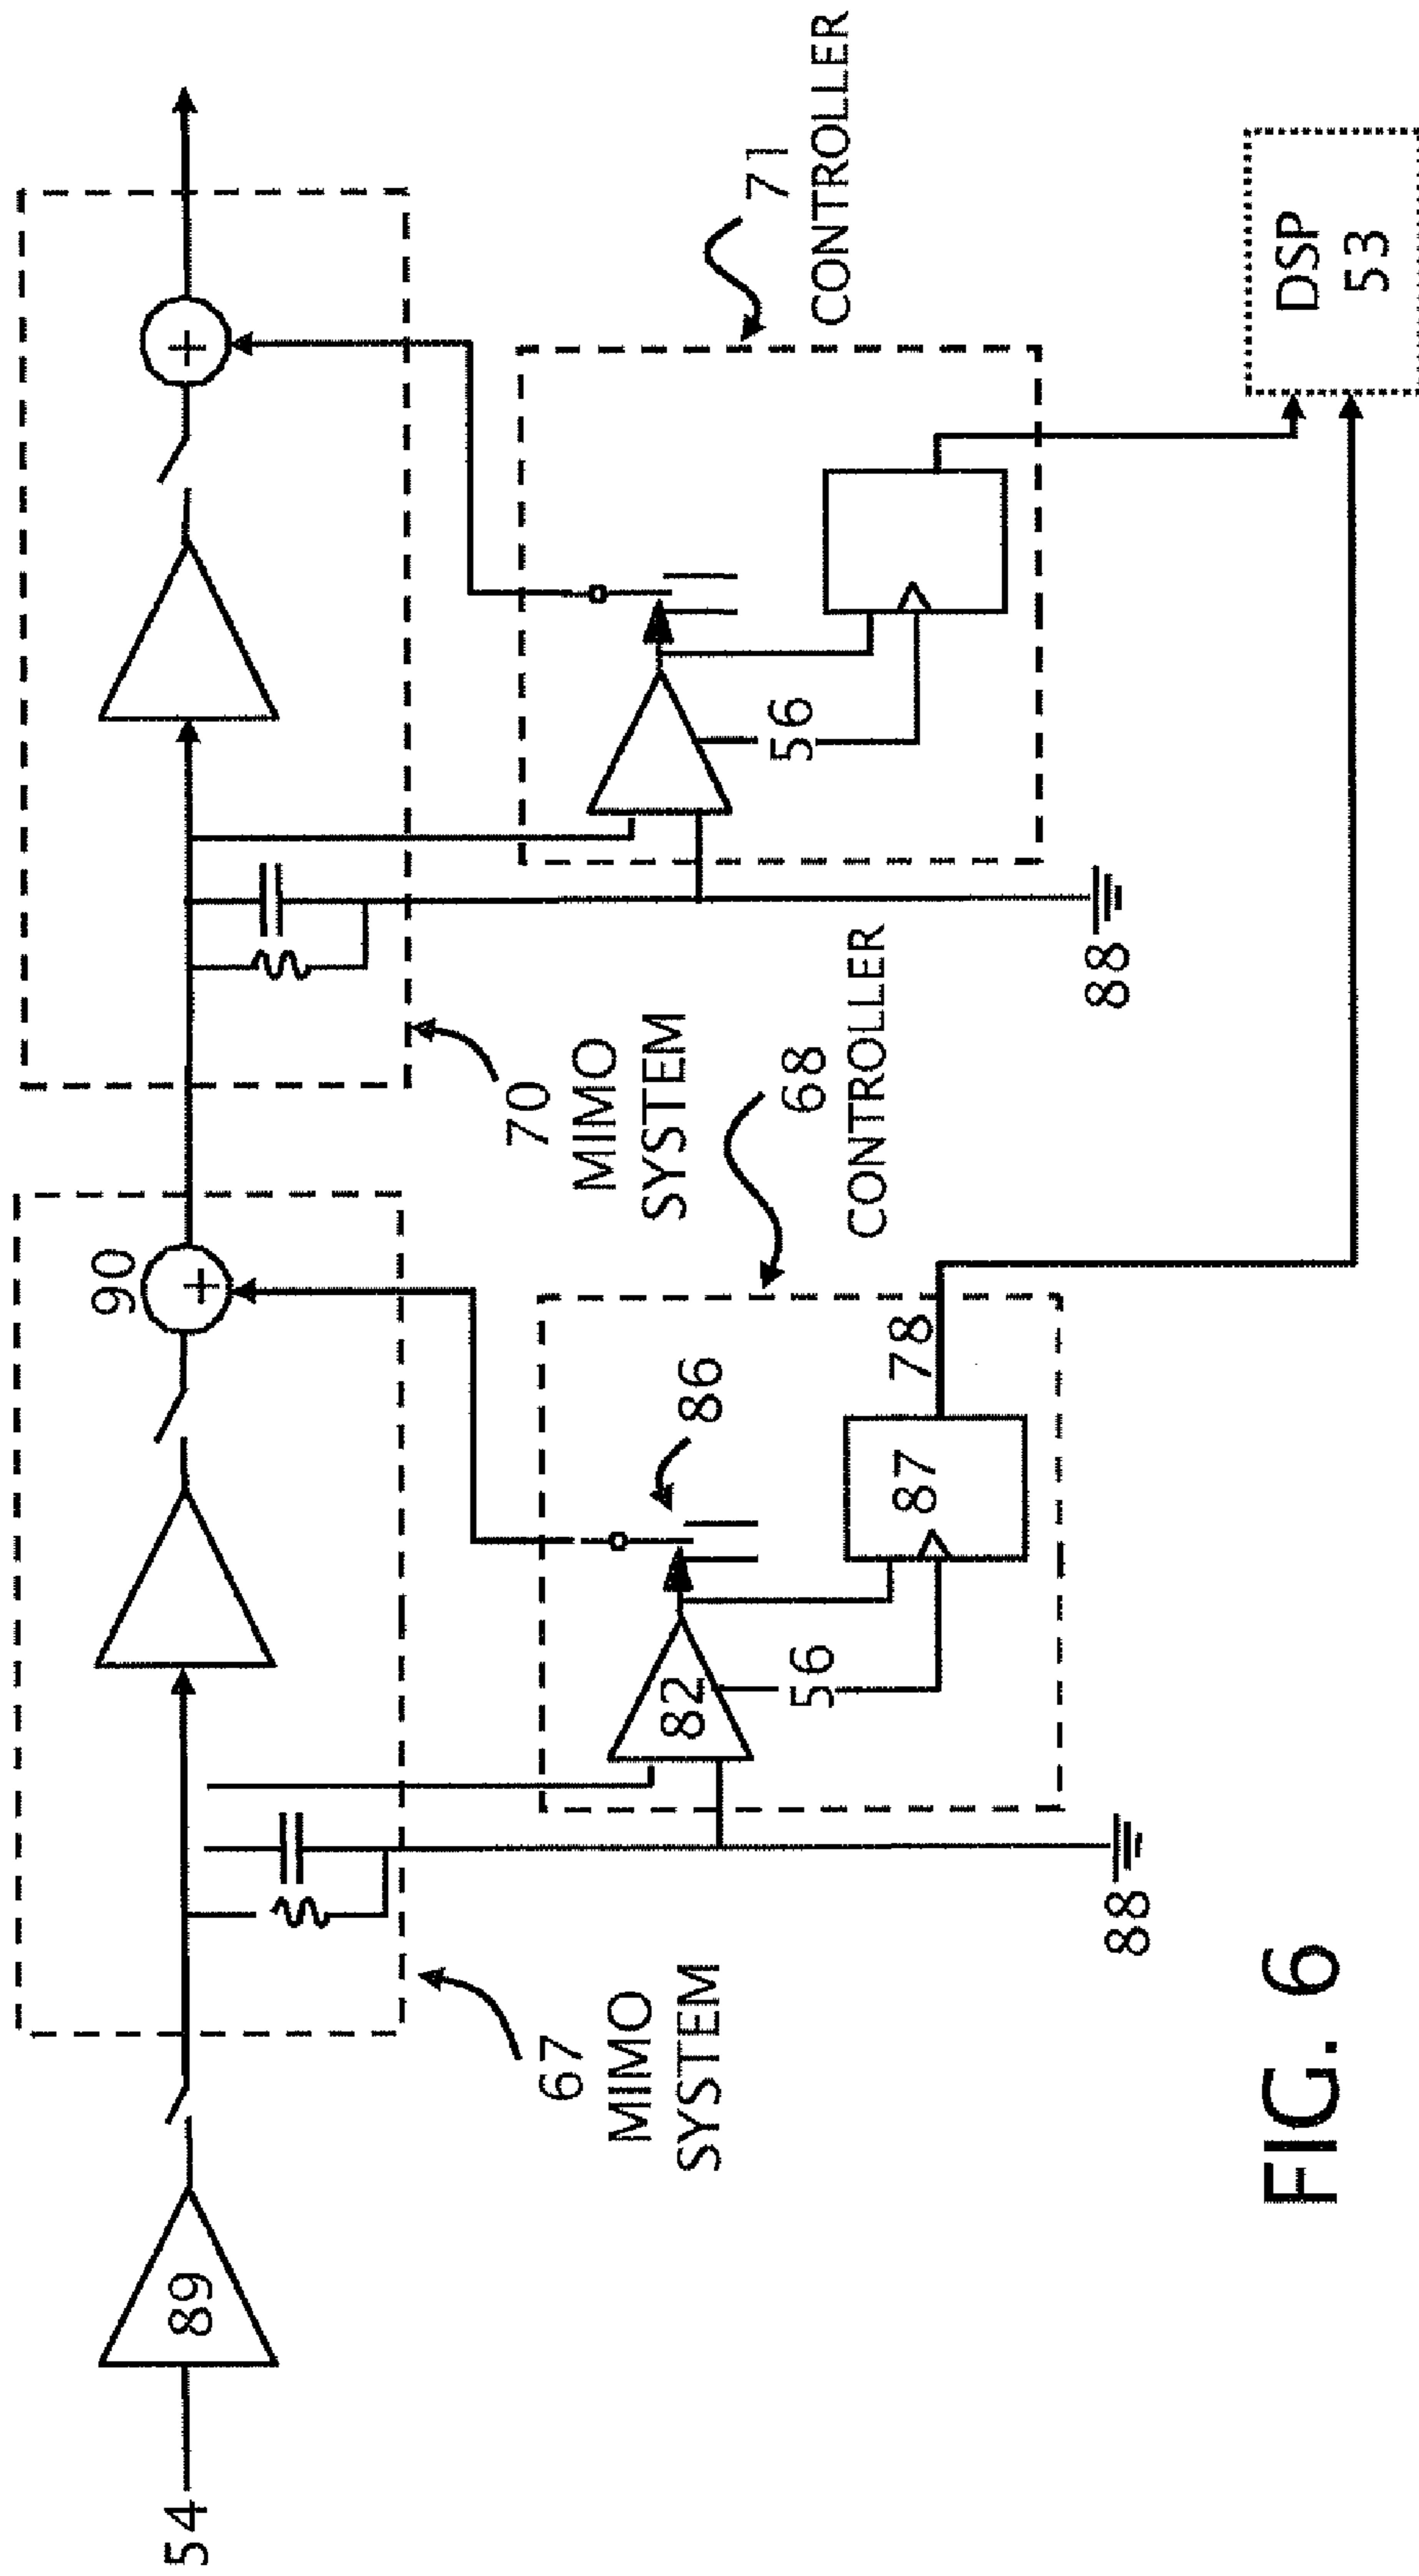 54
89
67
MIMO
SYSTEM
90
70
MIMO
SYSTEM
82
86
56
87
78
68
CONTROLLER
88
56
71
CONTROLLER
88
DSP
53
FIG. 6